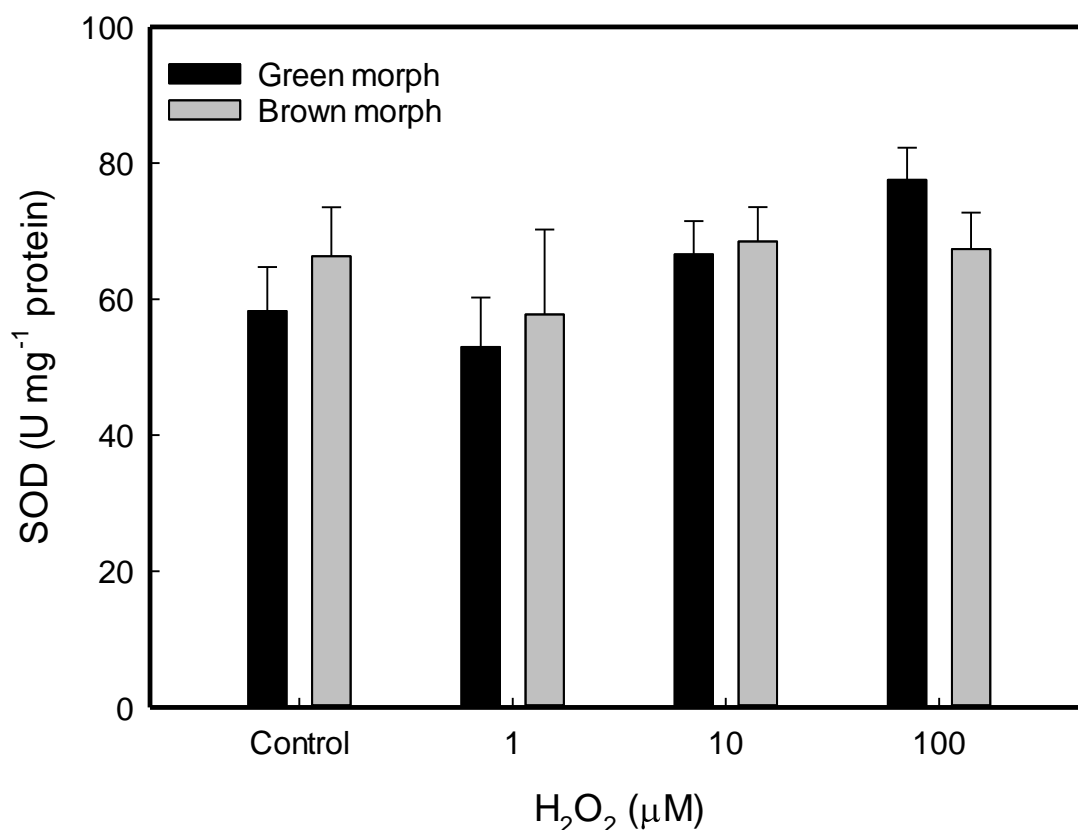 Green morph
Brown morph
SOD (U mg⁻¹ protein)
100
80
60
40
20
0
Control 1 10 100
H₂O₂ (μM)